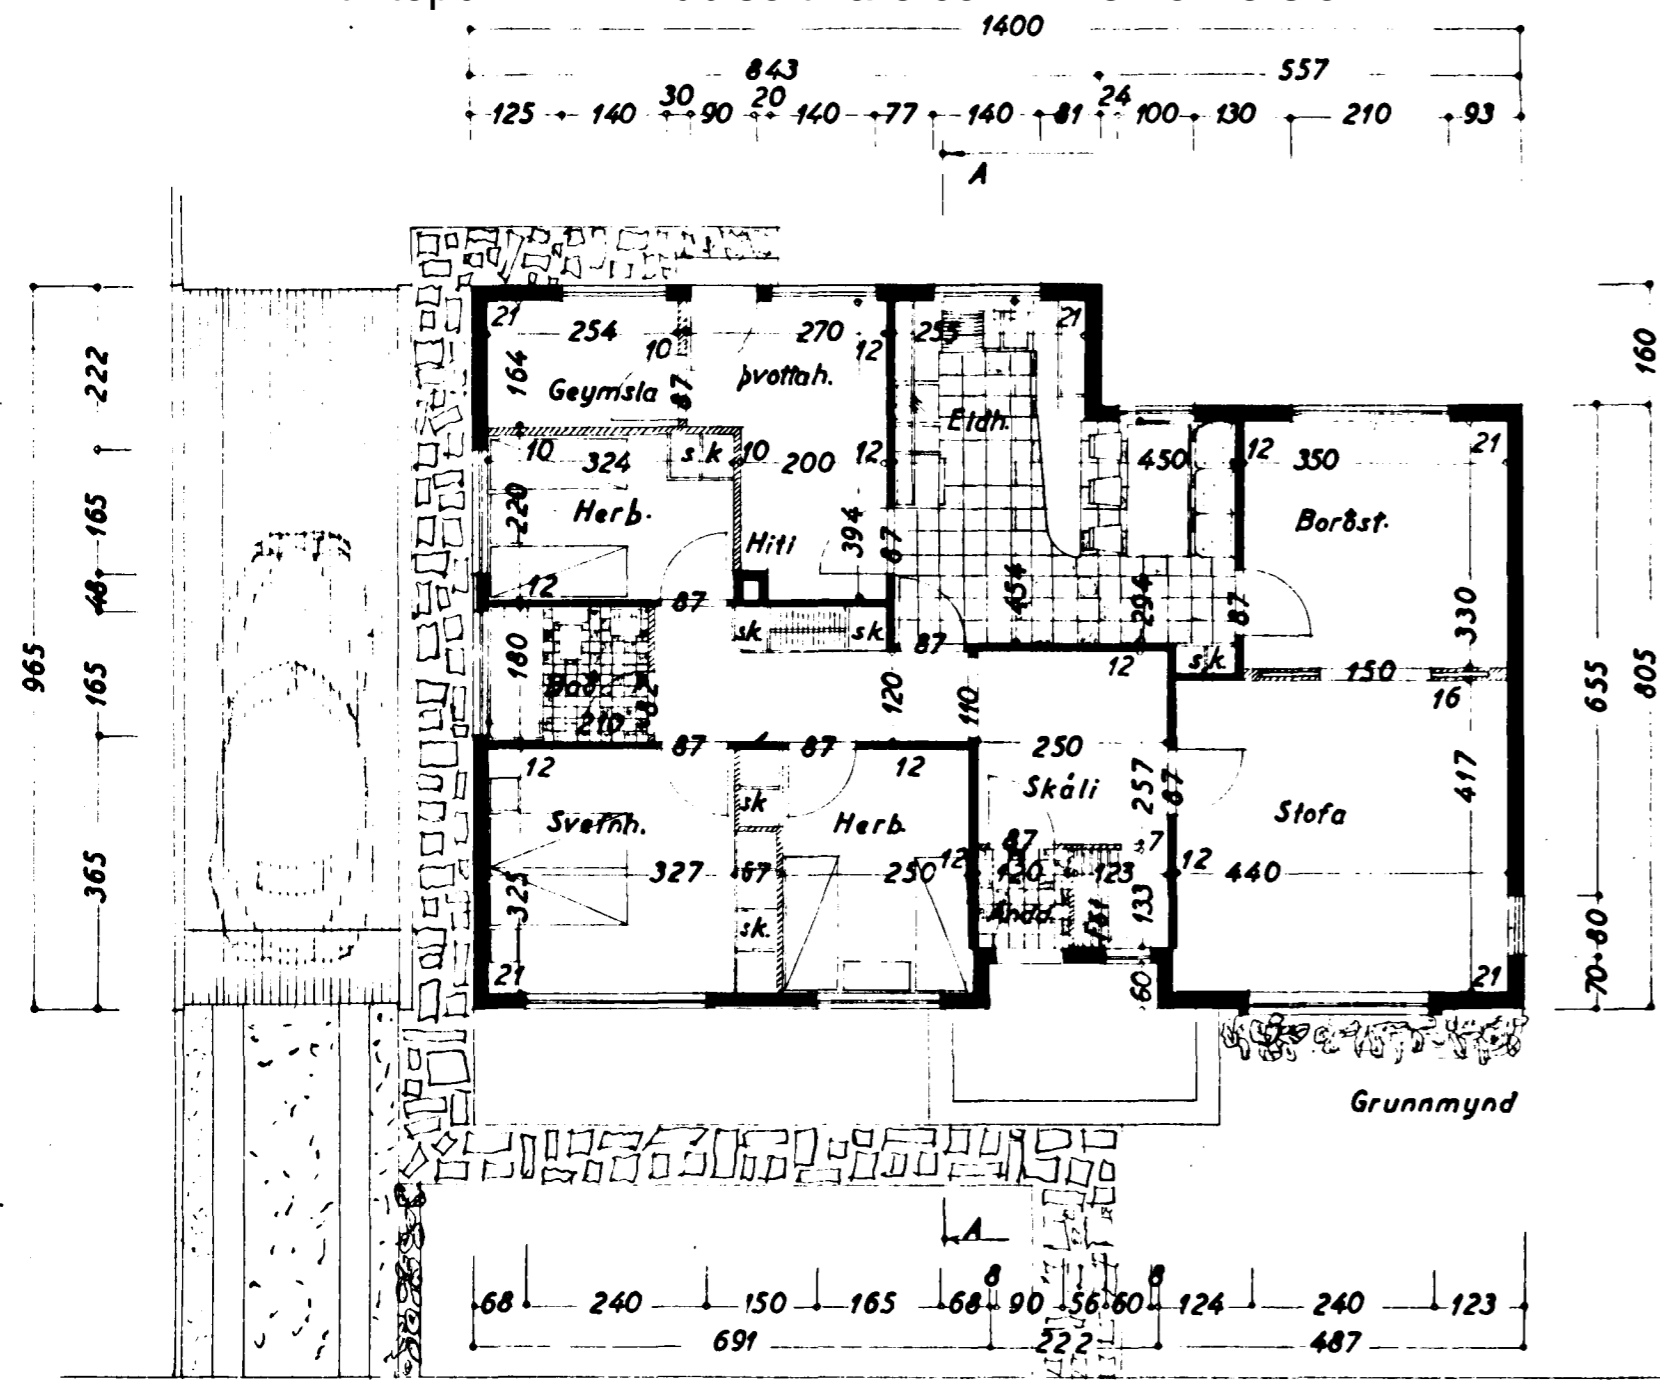 1400
843 557
125 140 30 90 20 140 77 140 81 24 100 130 210 93
A
21 254 270 255 21
10 12
164 Geymsla 87 Þvottah. Eldh.
222 160
10 324 s.k 10 200 12 450 12 350 21
220 Herb. Hiti 394 87 Borðst.
165
12 87 454 294 87 330
48
sk sk 87
965 180 Bað 12 s.k. 150
165 210 82 120 110 16 655 805
87 87 250
12 12 Skáli 257 87 417
Svefnh. sk Herb. Stofa
87 7
365 327 67 250 12 120 123 12 440
325 sk. Andd. Fat 133
80
21 60 21 70
Grunnmynd
A
68 240 150 165 68 8 90 56 60 8 124 240 123
691 222 487